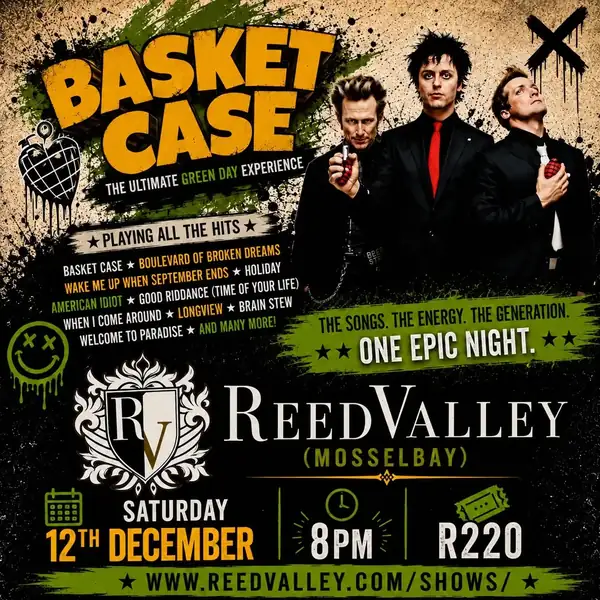 BASKET
CASE
THE ULTIMATE GREEN DAY EXPERIENCE
★ PLAYING ALL THE HITS ★
BASKET CASE ★ BOULEVARD OF BROKEN DREAMS
WAKE ME UP WHEN SEPTEMBER ENDS ★ HOLIDAY
AMERICAN IDIOT ★ GOOD RIDDANCE (TIME OF YOUR LIFE)
WHEN I COME AROUND ★ LONGVIEW ★ BRAIN STEW
WELCOME TO PARADISE ★ AND MANY MORE!
THE SONGS. THE ENERGY. THE GENERATION.
★★ ONE EPIC NIGHT. ★★
RV
REEDVALLEY
(MOSSELBAY)
SATURDAY
12TH DECEMBER
8PM
R220
★ WWW.REEDVALLEY.COM/SHOWS/ ★